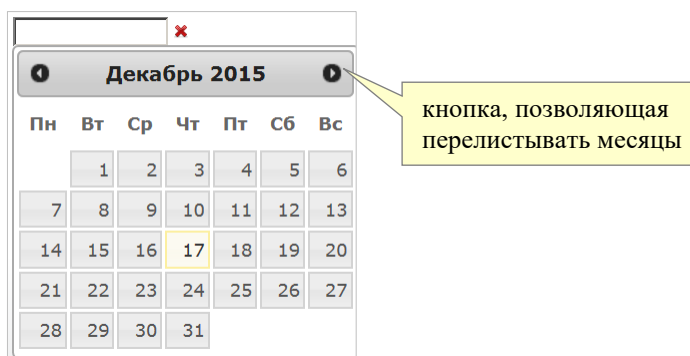 Декабрь 2015
кнопка, позволяющая
перелистывать месяцы
Пн Вт Ср Чт Пт Сб Вс
1 2 3 4 5 6
7 8 9 10 11 12 13
14 15 16 17 18 19 20
21 22 23 24 25 26 27
28 29 30 31